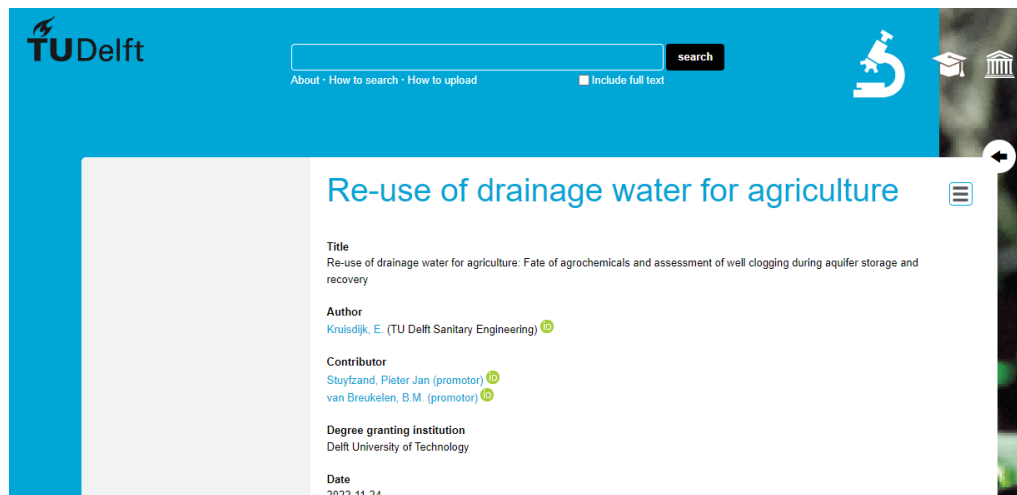 TUDelft
search
About · How to search · How to upload
Include full text
Re-use of drainage water for agriculture
Title
Re-use of drainage water for agriculture: Fate of agrochemicals and assessment of well clogging during aquifer storage and
recovery
Author
Kruisdijk, E. (TU Delft Sanitary Engineering) iD
Contributor
Stuyfzand, Pieter Jan (promotor) iD
van Breukelen, B.M. (promotor) iD
Degree granting institution
Delft University of Technology
Date